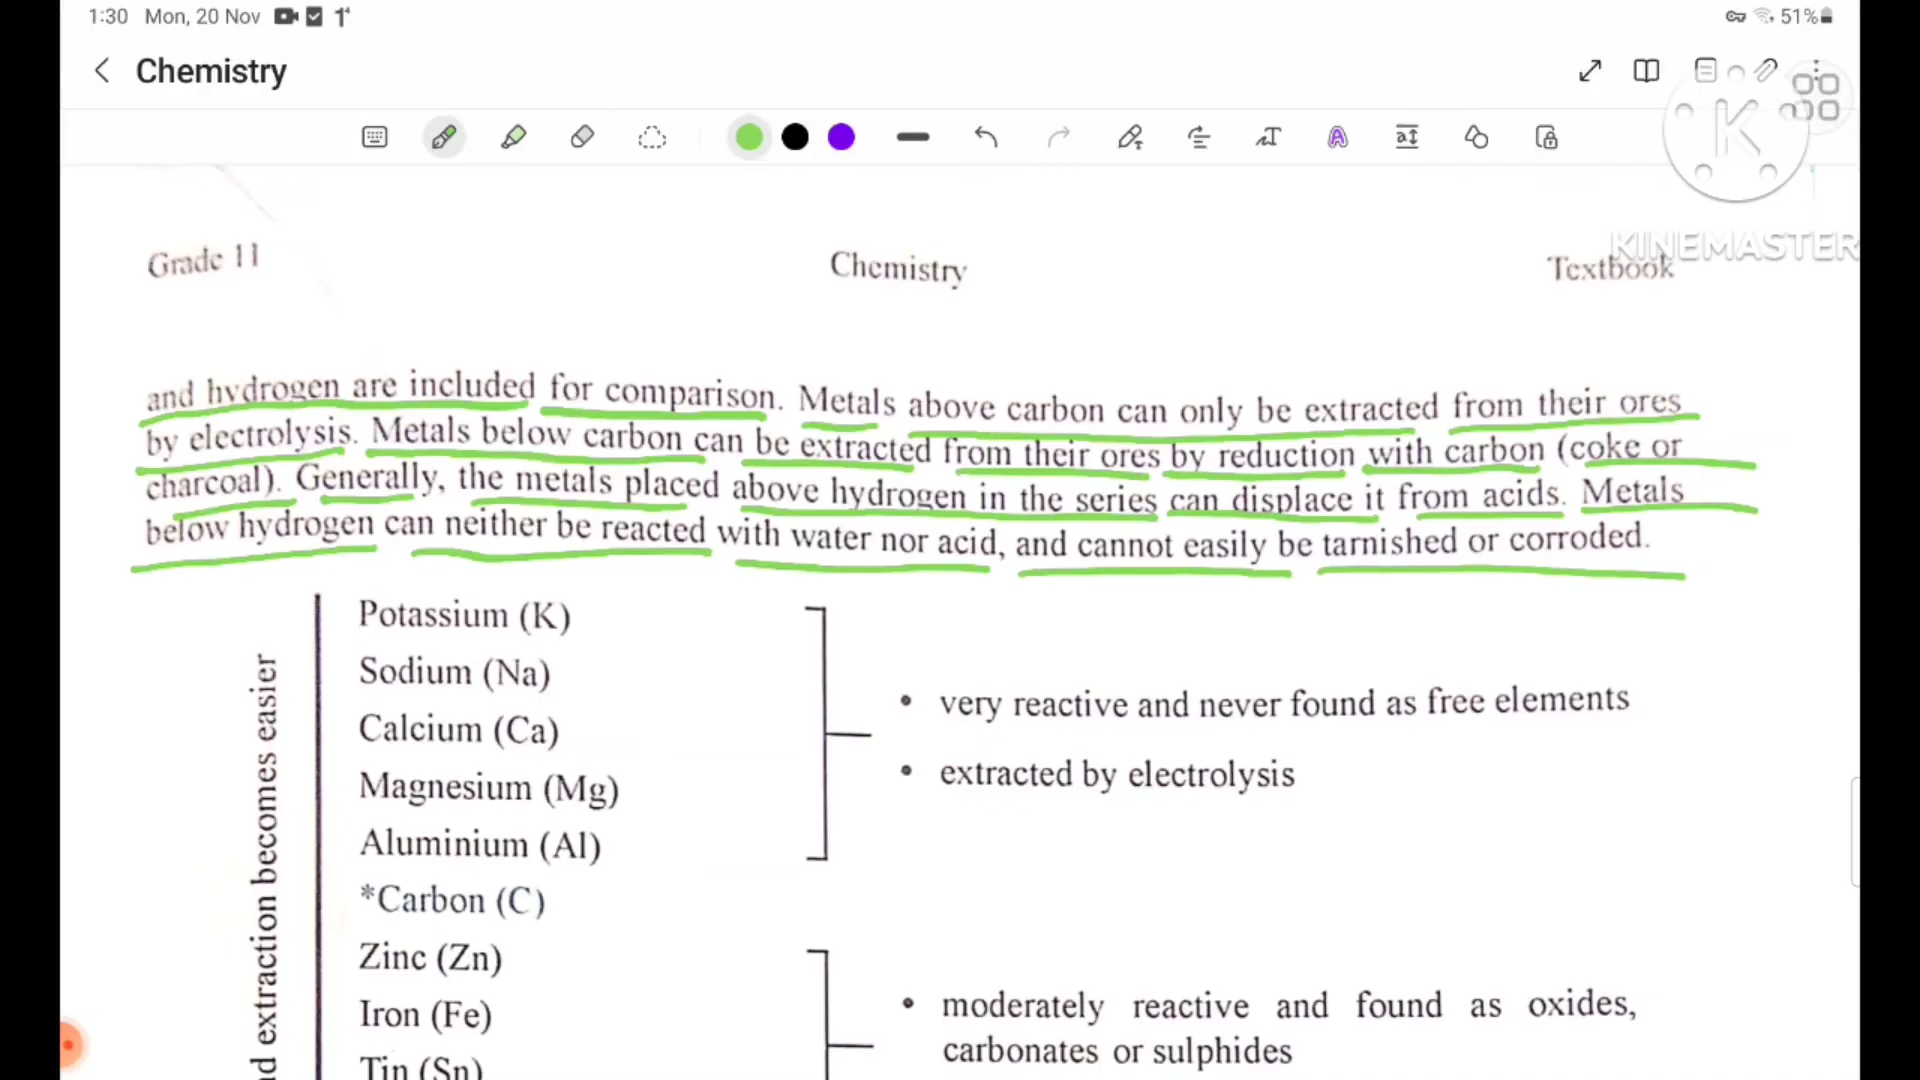 1:30 Mon, 20 Nov
51%
Chemistry
KINEMASTER
Grade 11 Chemistry Textbook
and hydrogen are included for comparison. Metals above carbon can only be extracted from their ores
by electrolysis. Metals below carbon can be extracted from their ores by reduction with carbon (coke or
charcoal). Generally, the metals placed above hydrogen in the series can displace it from acids. Metals
below hydrogen can neither be reacted with water nor acid, and cannot easily be tarnished or corroded.
extraction becomes easier
Potassium (K)
Sodium (Na)
Calcium (Ca)
Magnesium (Mg)
Aluminium (Al)
• very reactive and never found as free elements
• extracted by electrolysis
*Carbon (C)
Zinc (Zn)
Iron (Fe)
Tin (Sn)
• moderately reactive and found as oxides,
carbonates or sulphides